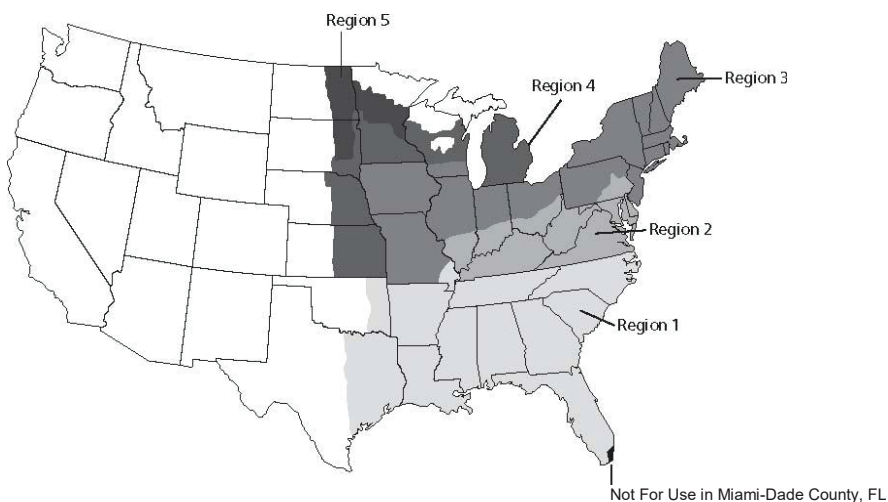 Region 5
Region 4
Region 3
Region 2
Region 1
Not For Use in Miami-Dade County, FL